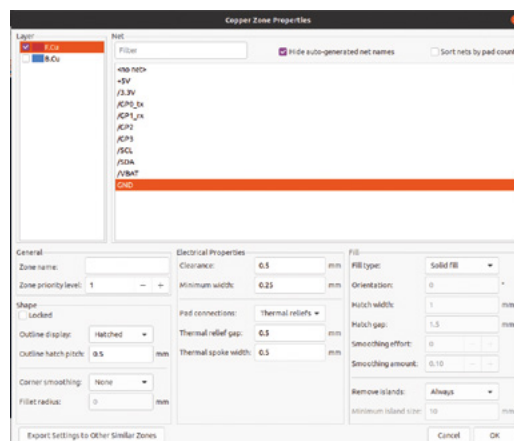 Copper Zone Properties
Layer
F.Cu
B.Cu
Net
Filter
Hide auto-generated net names
Sort nets by pad count
<no net>
+5V
/3.3V
/GP0_tx
/GP1_rx
/GP2
/GP3
/SCL
/SDA
/VBAT
GND
General
Zone name:
Zone priority level: 1 - +
Shape
Locked
Outline display: Hatched
Outline hatch pitch: 0.5 mm
Corner smoothing: None
Fillet radius: 0 mm
Electrical Properties
Clearance: 0.5 mm
Minimum width: 0.25 mm
Pad connections: Thermal reliefs
Thermal relief gap: 0.5 mm
Thermal spoke width: 0.5 mm
Fill
Fill type: Solid fill
Orientation: 0 °
Hatch width: 1 mm
Hatch gap: 1.5 mm
Smoothing effort: 0 - +
Smoothing amount: 0.10 - +
Remove islands: Always
Minimum island size: 10 mm
Export Settings to Other Similar Zones
Cancel
OK